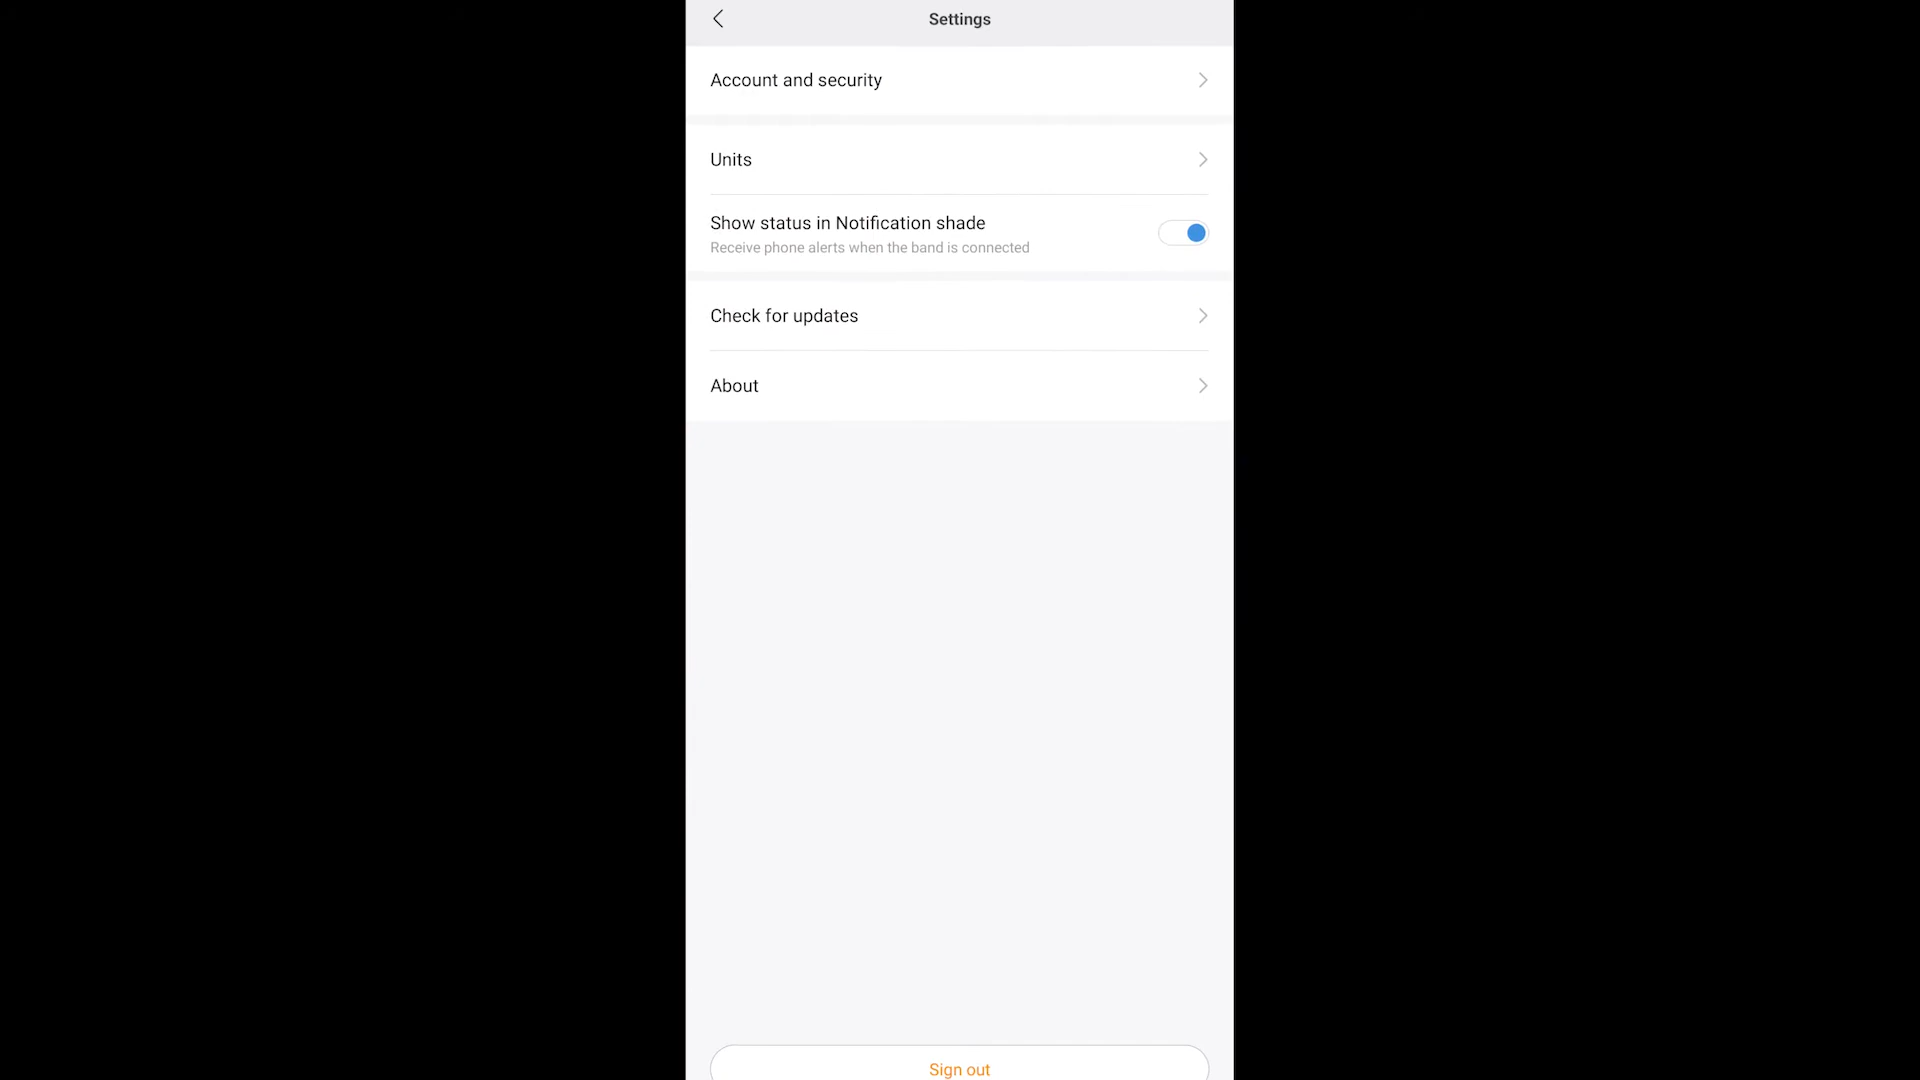 Settings
Account and security
Units
Show status in Notification shade
Receive phone alerts when the band is connected
Check for updates
About
Sign out